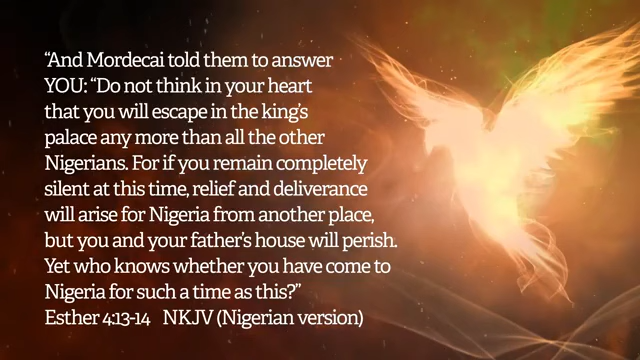 “And Mordecai told them to answer
YOU: “Do not think in your heart
that you will escape in the king’s
palace any more than all the other
Nigerians. For if you remain completely
silent at this time, relief and deliverance
will arise for Nigeria from another place,
but you and your father’s house will perish.
Yet who knows whether you have come to
Nigeria for such a time as this?”
Esther 4:13-14 NKJV (Nigerian version)